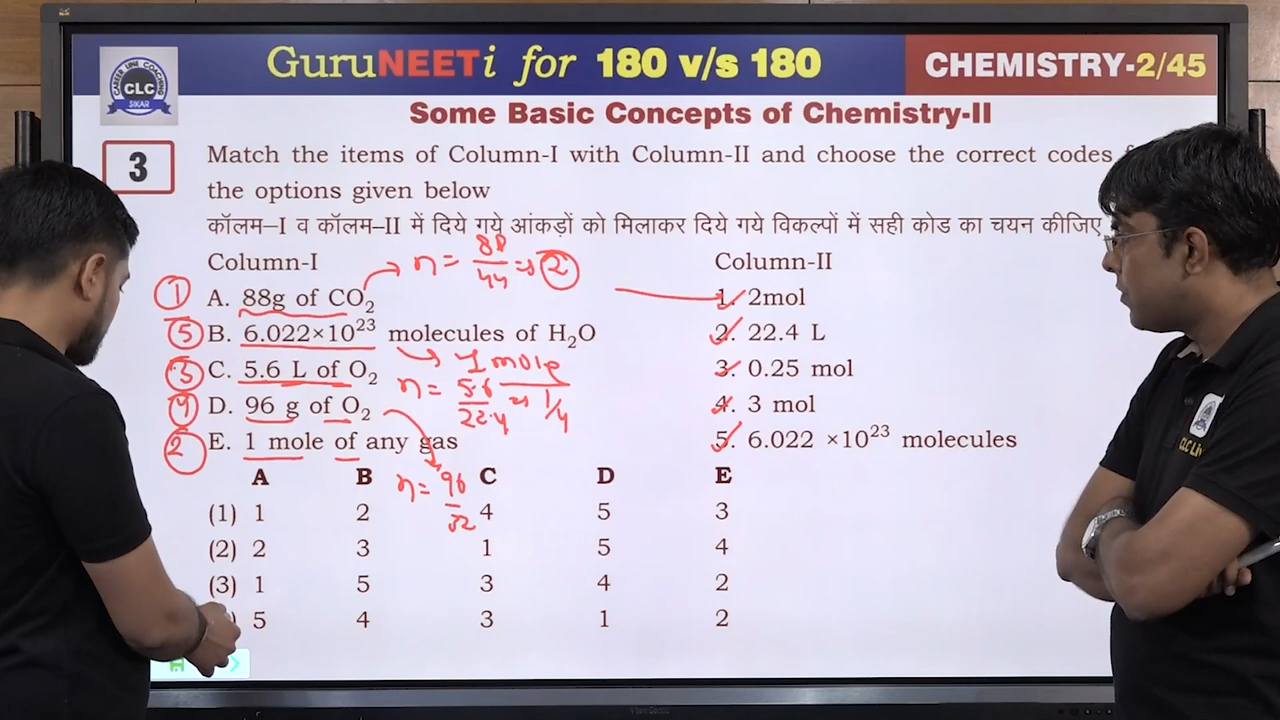 GuruNEETi for 180 v/s 180
CHEMISTRY-2/45
CAREER LINE COACHING
CLC
SIKAR
Some Basic Concepts of Chemistry-II
3
Match the items of Column-I with Column-II and choose the correct codes
the options given below
कॉलम–I व कॉलम–II में दिये गये आंकड़ों को मिलाकर दिये गये विकल्पों में सही कोड का चयन कीजिए
Column-I
n = 88/44 ⇒ 2
Column-II
1 A. 88g of CO₂
1. 2mol
5 B. 6.022×10²³ molecules of H₂O
2. 22.4 L
1 mole
3 C. 5.6 L of O₂
n = 5.6/22.4 ⇒ 1/4
3. 0.25 mol
4 D. 96 g of O₂
4. 3 mol
2 E. 1 mole of any gas
5. 6.022 ×10²³ molecules
n = 96/32
A B C D E
(1) 1 2 4 5 3
(2) 2 3 1 5 4
(3) 1 5 3 4 2
5 4 3 1 2
CLC
ViewSonic